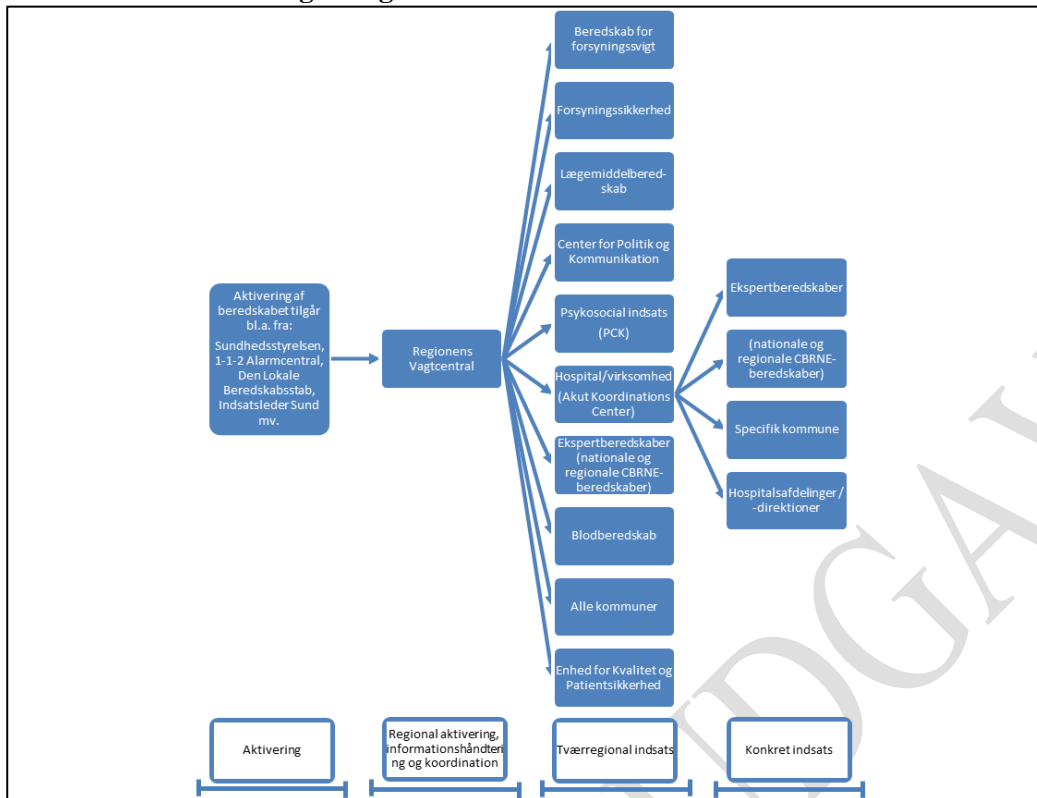 Beredskab for
forsyningssvigt
Forsyningssikkerhed
Lægemiddelbered-
skab
Center for Politik og
Kommunikation
Psykosocial indsats
(PCK)
Hospital/virksomhed
(Akut Koordinations
Center)
Ekspertberedskaber
(nationale og
regionale CBRNE-
beredskaber)
Blodberedskab
Alle kommuner
Enhed for Kvalitet og
Patientsikkerhed
Aktivering af
beredskabet tilgår
bl.a. fra:
Sundhedsstyrelsen,
1-1-2 Alarmcentral,
Den Lokale
Beredskabsstab,
Indsatsleder Sund
mv.
Regionens
Vagtcentral
Ekspertberedskaber
(nationale og
regionale CBRNE-
beredskaber)
Specifik kommune
Hospitalsafdelinger/
-direktioner
Aktivering
Regional aktivering,
informationshåndteri
ng og koordination
Tværregional indsats
Konkret indsats